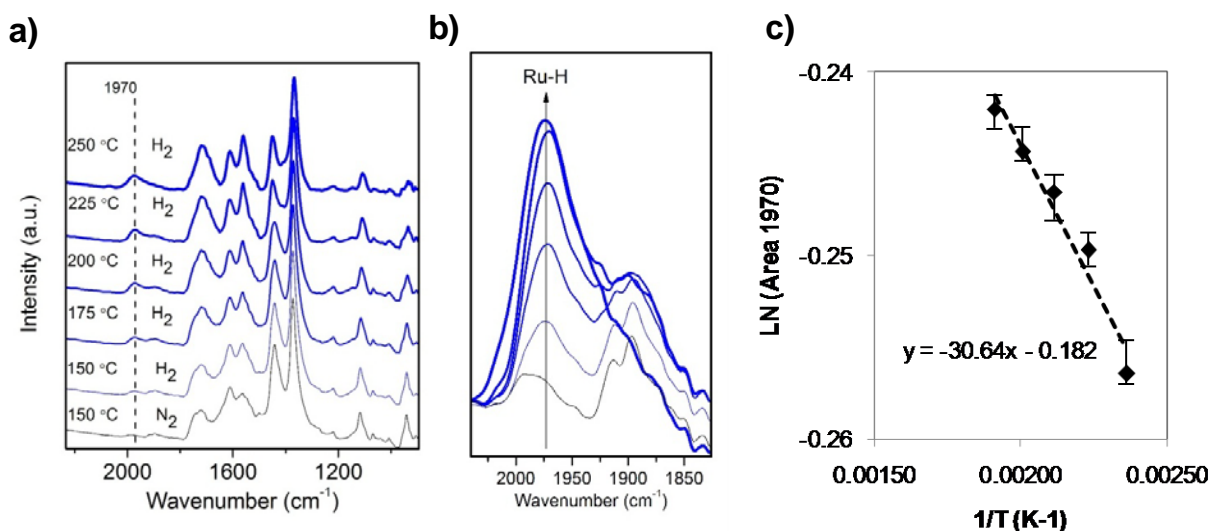 a)
1970
250 °C H2
225 °C H2
200 °C H2
175 °C H2
150 °C H2
150 °C N2
Intensity (a.u.)
2000 1600 1200
Wavenumber (cm-1)
b)
Ru-H
2000 1950 1900 1850
Wavenumber (cm-1)
c)
-0.24
-0.25
-0.26
LN (Area 1970)
y = -30.64x - 0.182
0.00150 0.00200 0.00250
1/T (K-1)